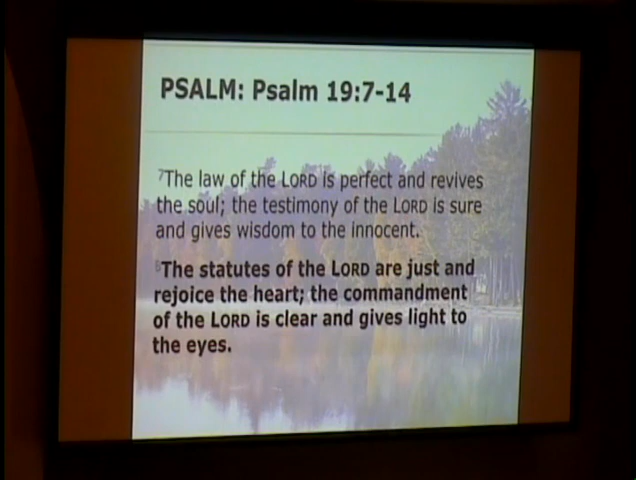 PSALM: Psalm 19:7-14
7The law of the LORD is perfect and revives
the soul; the testimony of the LORD is sure
and gives wisdom to the innocent.
8The statutes of the LORD are just and
rejoice the heart; the commandment
of the LORD is clear and gives light to
the eyes.